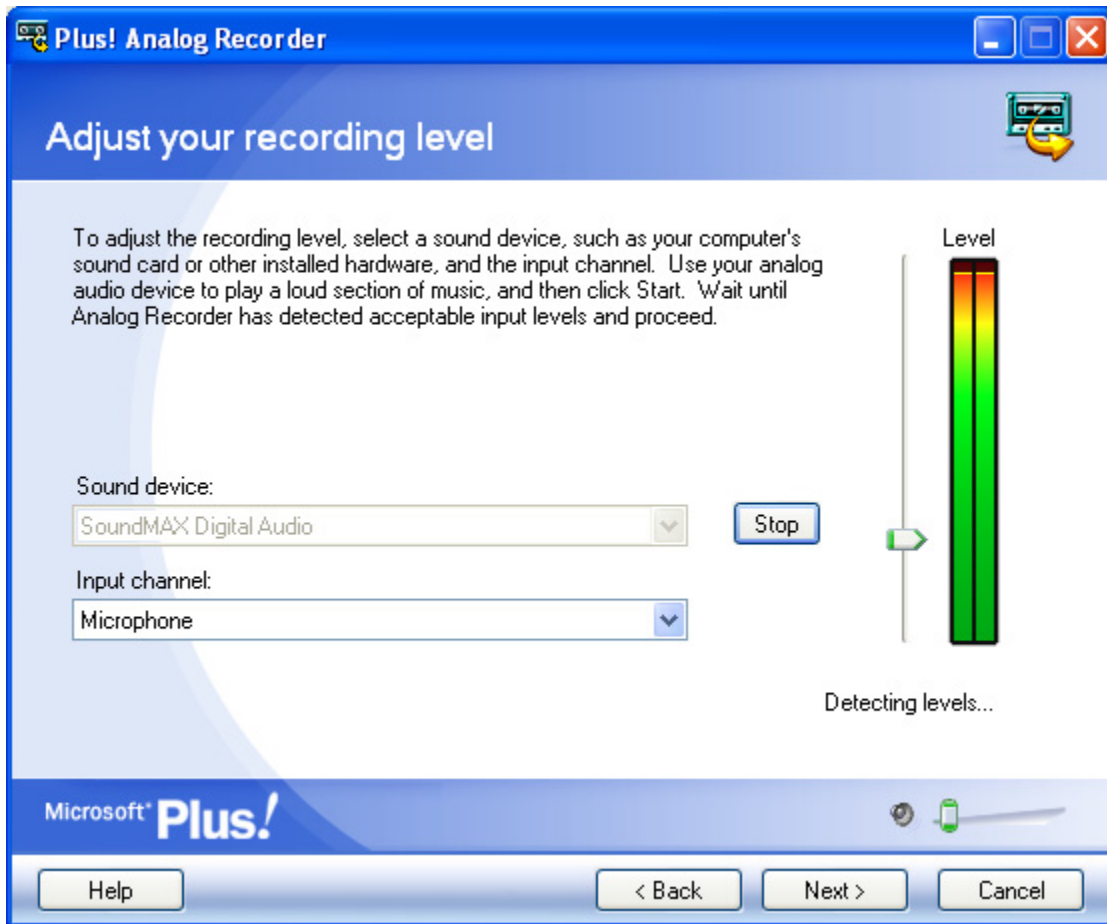 Plus! Analog Recorder
Adjust your recording level
To adjust the recording level, select a sound device, such as your computer's
sound card or other installed hardware, and the input channel.  Use your analog
audio device to play a loud section of music, and then click Start.  Wait until
Analog Recorder has detected acceptable input levels and proceed.
Level
Sound device:
SoundMAX Digital Audio
Stop
Input channel:
Microphone
Detecting levels...
Microsoft® Plus!
Help
< Back
Next >
Cancel